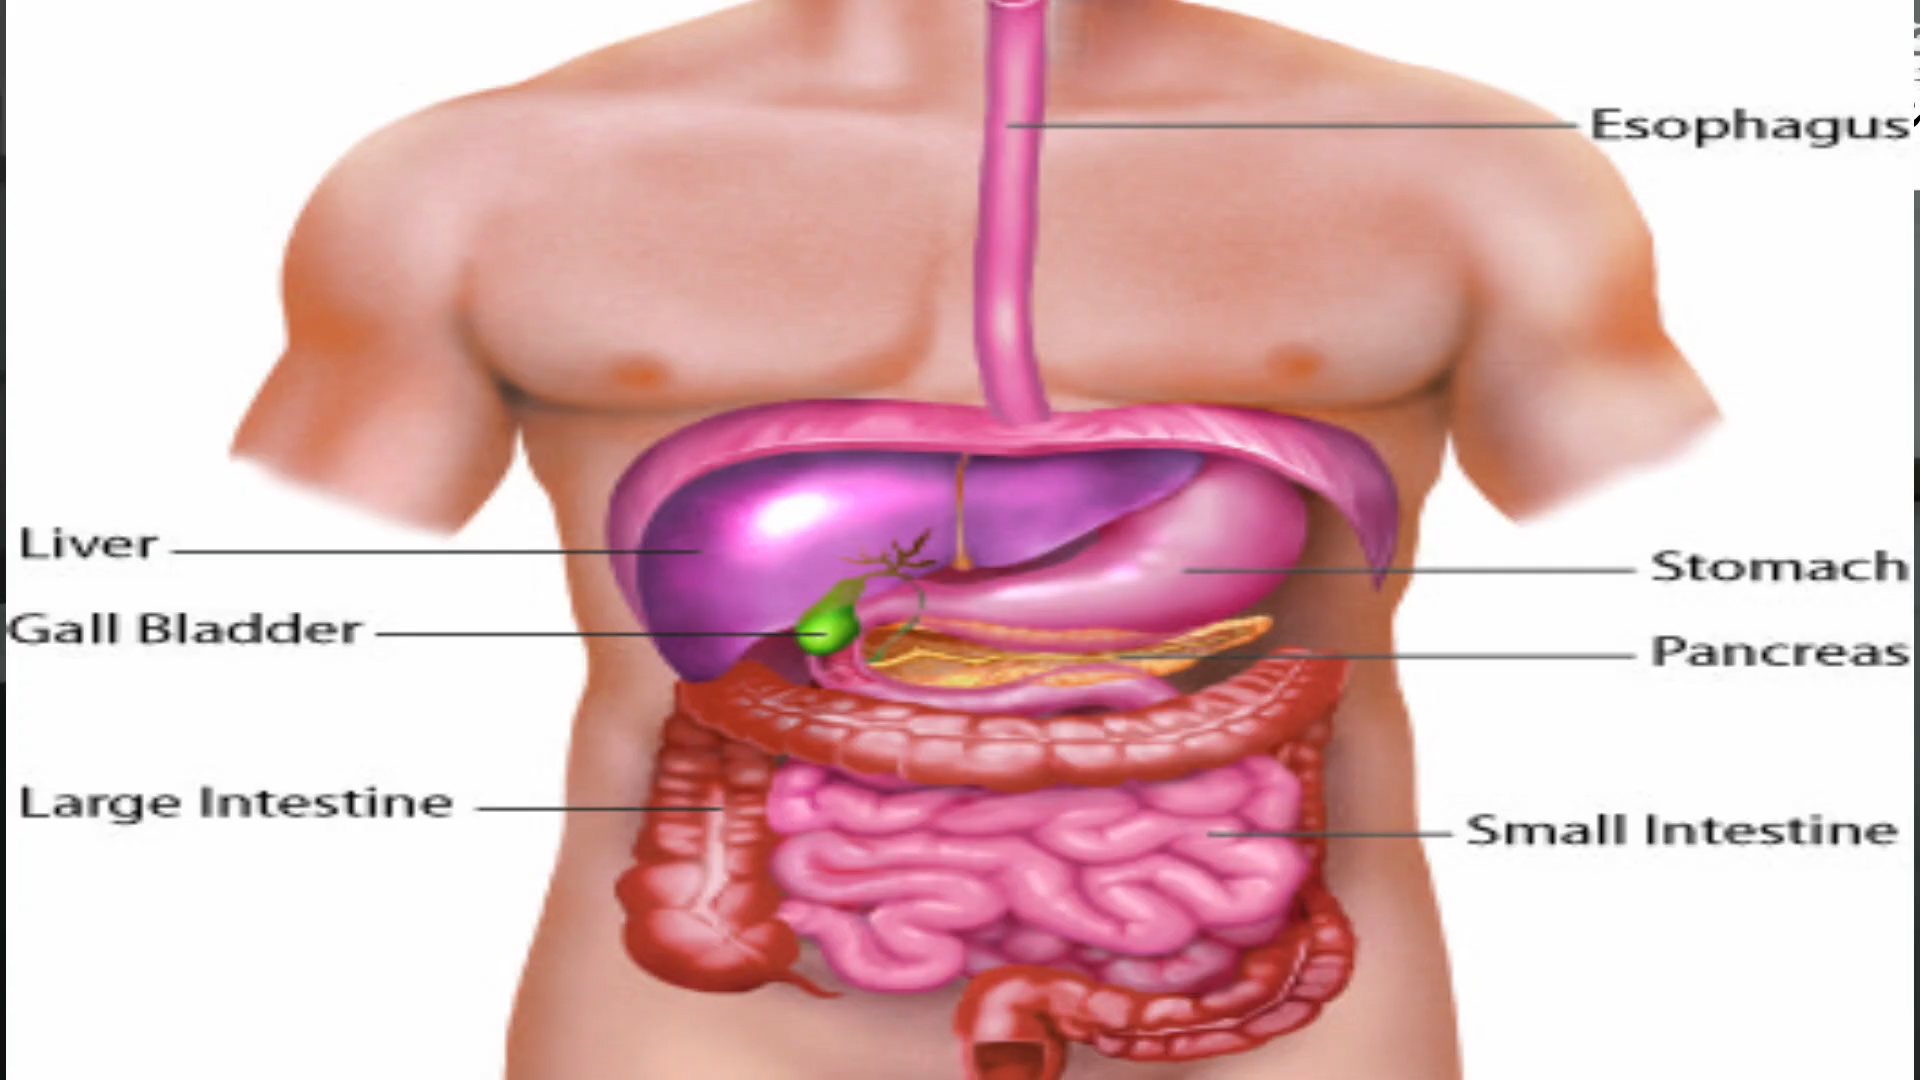 Esophagus
Liver
Stomach
Gall Bladder
Pancreas
Large Intestine
Small Intestine